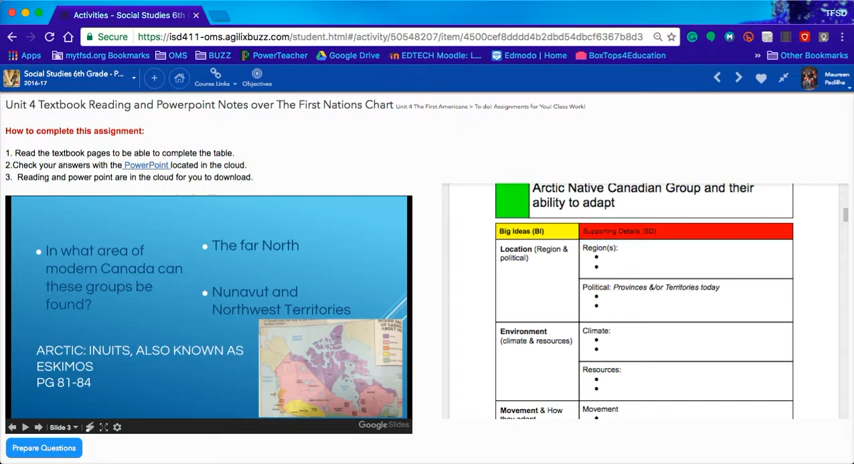 Activities - Social Studies 6th
TFSD
Secure
https://isd411-oms.agilixbuzz.com/student.html#/activity/50548207/item/4500cef8dddd4b2dbd54dbcf6367b8d3
Apps
mytfsd.org Bookmarks
OMS
BUZZ
PowerTeacher
Google Drive
EDTECH Moodle: L...
Edmodo | Home
BoxTops4Education
»
Other Bookmarks
Social Studies 6th Grade - P...
2016-17
Course Links
Objectives
Maureen
Padilha
Unit 4 Textbook Reading and Powerpoint Notes over The First Nations Chart Unit 4 The First Americans > To do! Assignments for You! Class Work!
How to complete this assignment:
1. Read the textbook pages to be able to complete the table.
2.Check your answers with the PowerPoint located in the cloud.
3. Reading and power point are in the cloud for you to download.
• In what area of
modern Canada can
these groups be
found?
• The far North
• Nunavut and
Northwest Territories
ARCTIC: INUITS, ALSO KNOWN AS
ESKIMOS
PG 81-84
Slide 3
Google Slides
Prepare Questions
Arctic Native Canadian Group and their
ability to adapt
Big Ideas (BI)
Supporting Details (SD)
Location (Region &
political)
Region(s):
Political: Provinces &/or Territories today
Environment
(climate & resources)
Climate:
Resources:
Movement & How
they adapt
Movement